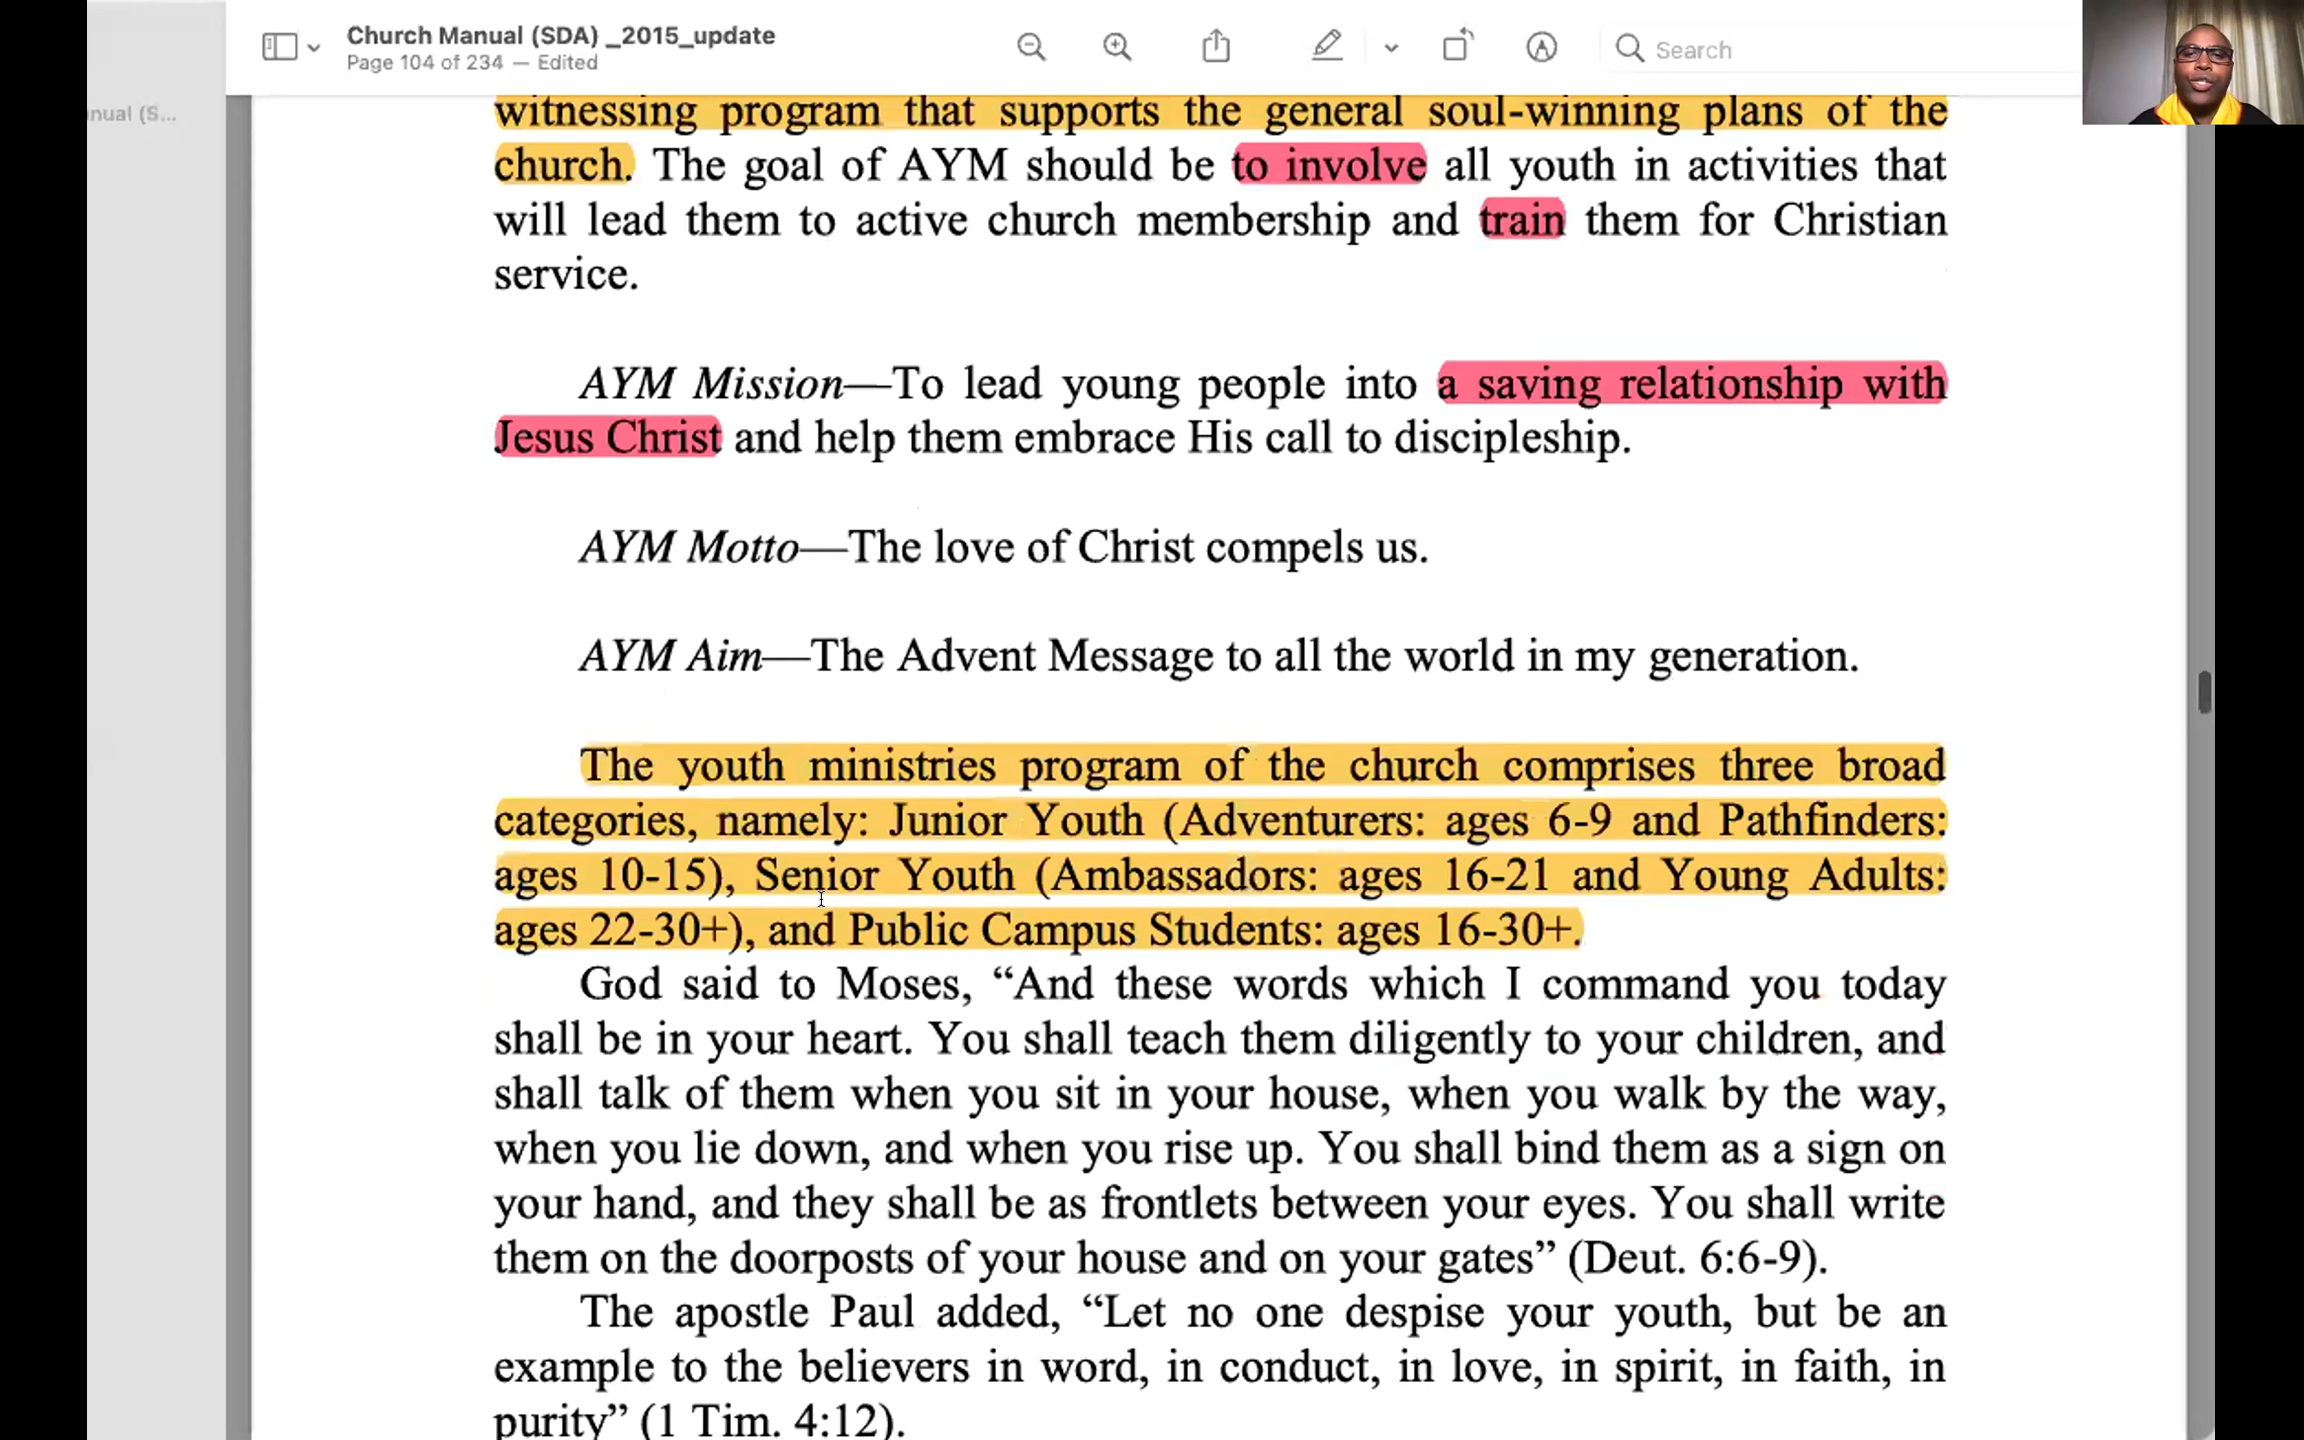 Church Manual (SDA) _2015_update
Page 104 of 234 — Edited
Search
nual (S...
witnessing program that supports the general soul-winning plans of the
church. The goal of AYM should be to involve all youth in activities that
will lead them to active church membership and train them for Christian
service.
AYM Mission—To lead young people into a saving relationship with
Jesus Christ and help them embrace His call to discipleship.
AYM Motto—The love of Christ compels us.
AYM Aim—The Advent Message to all the world in my generation.
The youth ministries program of the church comprises three broad
categories, namely: Junior Youth (Adventurers: ages 6-9 and Pathfinders:
ages 10-15), Senior Youth (Ambassadors: ages 16-21 and Young Adults:
ages 22-30+), and Public Campus Students: ages 16-30+.
God said to Moses, “And these words which I command you today
shall be in your heart. You shall teach them diligently to your children, and
shall talk of them when you sit in your house, when you walk by the way,
when you lie down, and when you rise up. You shall bind them as a sign on
your hand, and they shall be as frontlets between your eyes. You shall write
them on the doorposts of your house and on your gates” (Deut. 6:6-9).
The apostle Paul added, “Let no one despise your youth, but be an
example to the believers in word, in conduct, in love, in spirit, in faith, in
purity” (1 Tim. 4:12).